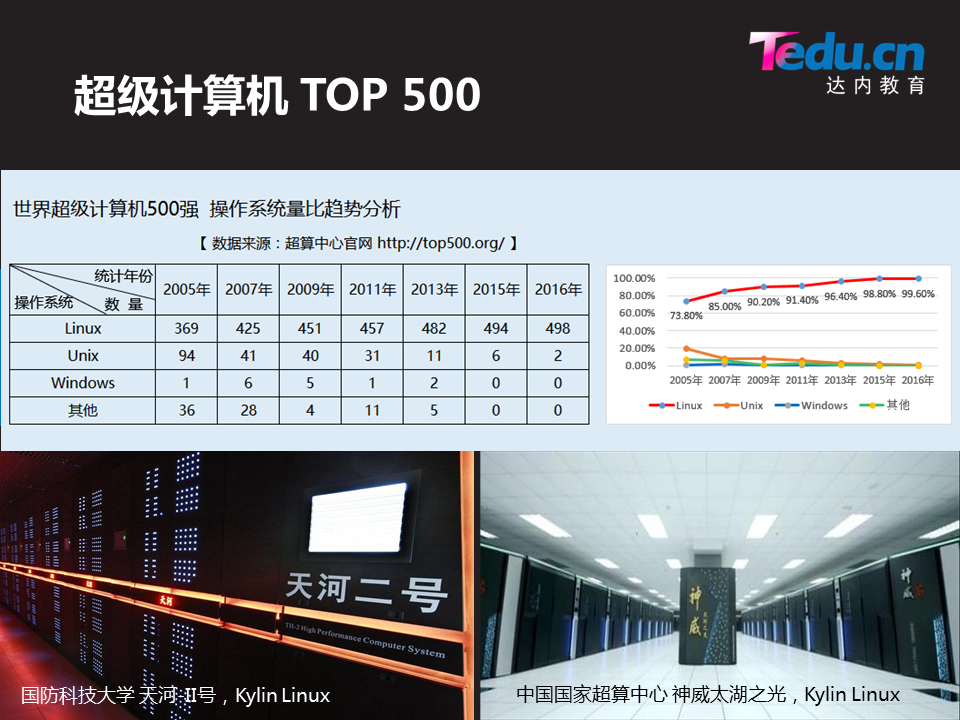 Tedu.cn
达内教育
超级计算机 TOP 500
世界超级计算机500强 操作系统量比趋势分析
【 数据来源：超算中心官网 http://top500.org/ 】
统计年份
数 量
操作系统
2005年 2007年 2009年 2011年 2013年 2015年 2016年
Linux 369 425 451 457 482 494 498
Unix 94 41 40 31 11 6 2
Windows 1 6 5 1 2 0 0
其他 36 28 4 11 5 0 0
100.00%
80.00%
60.00%
40.00%
20.00%
0.00%
73.80% 85.00% 90.20% 91.40% 96.40% 98.80% 99.60%
2005年 2007年 2009年 2011年 2013年 2015年 2016年
Linux Unix Windows 其他
天河
天河二号
TH-2 High Performance Computer System
神威
太湖之光
神威
国防科技大学 天河-II号，Kylin Linux
中国国家超算中心 神威太湖之光，Kylin Linux